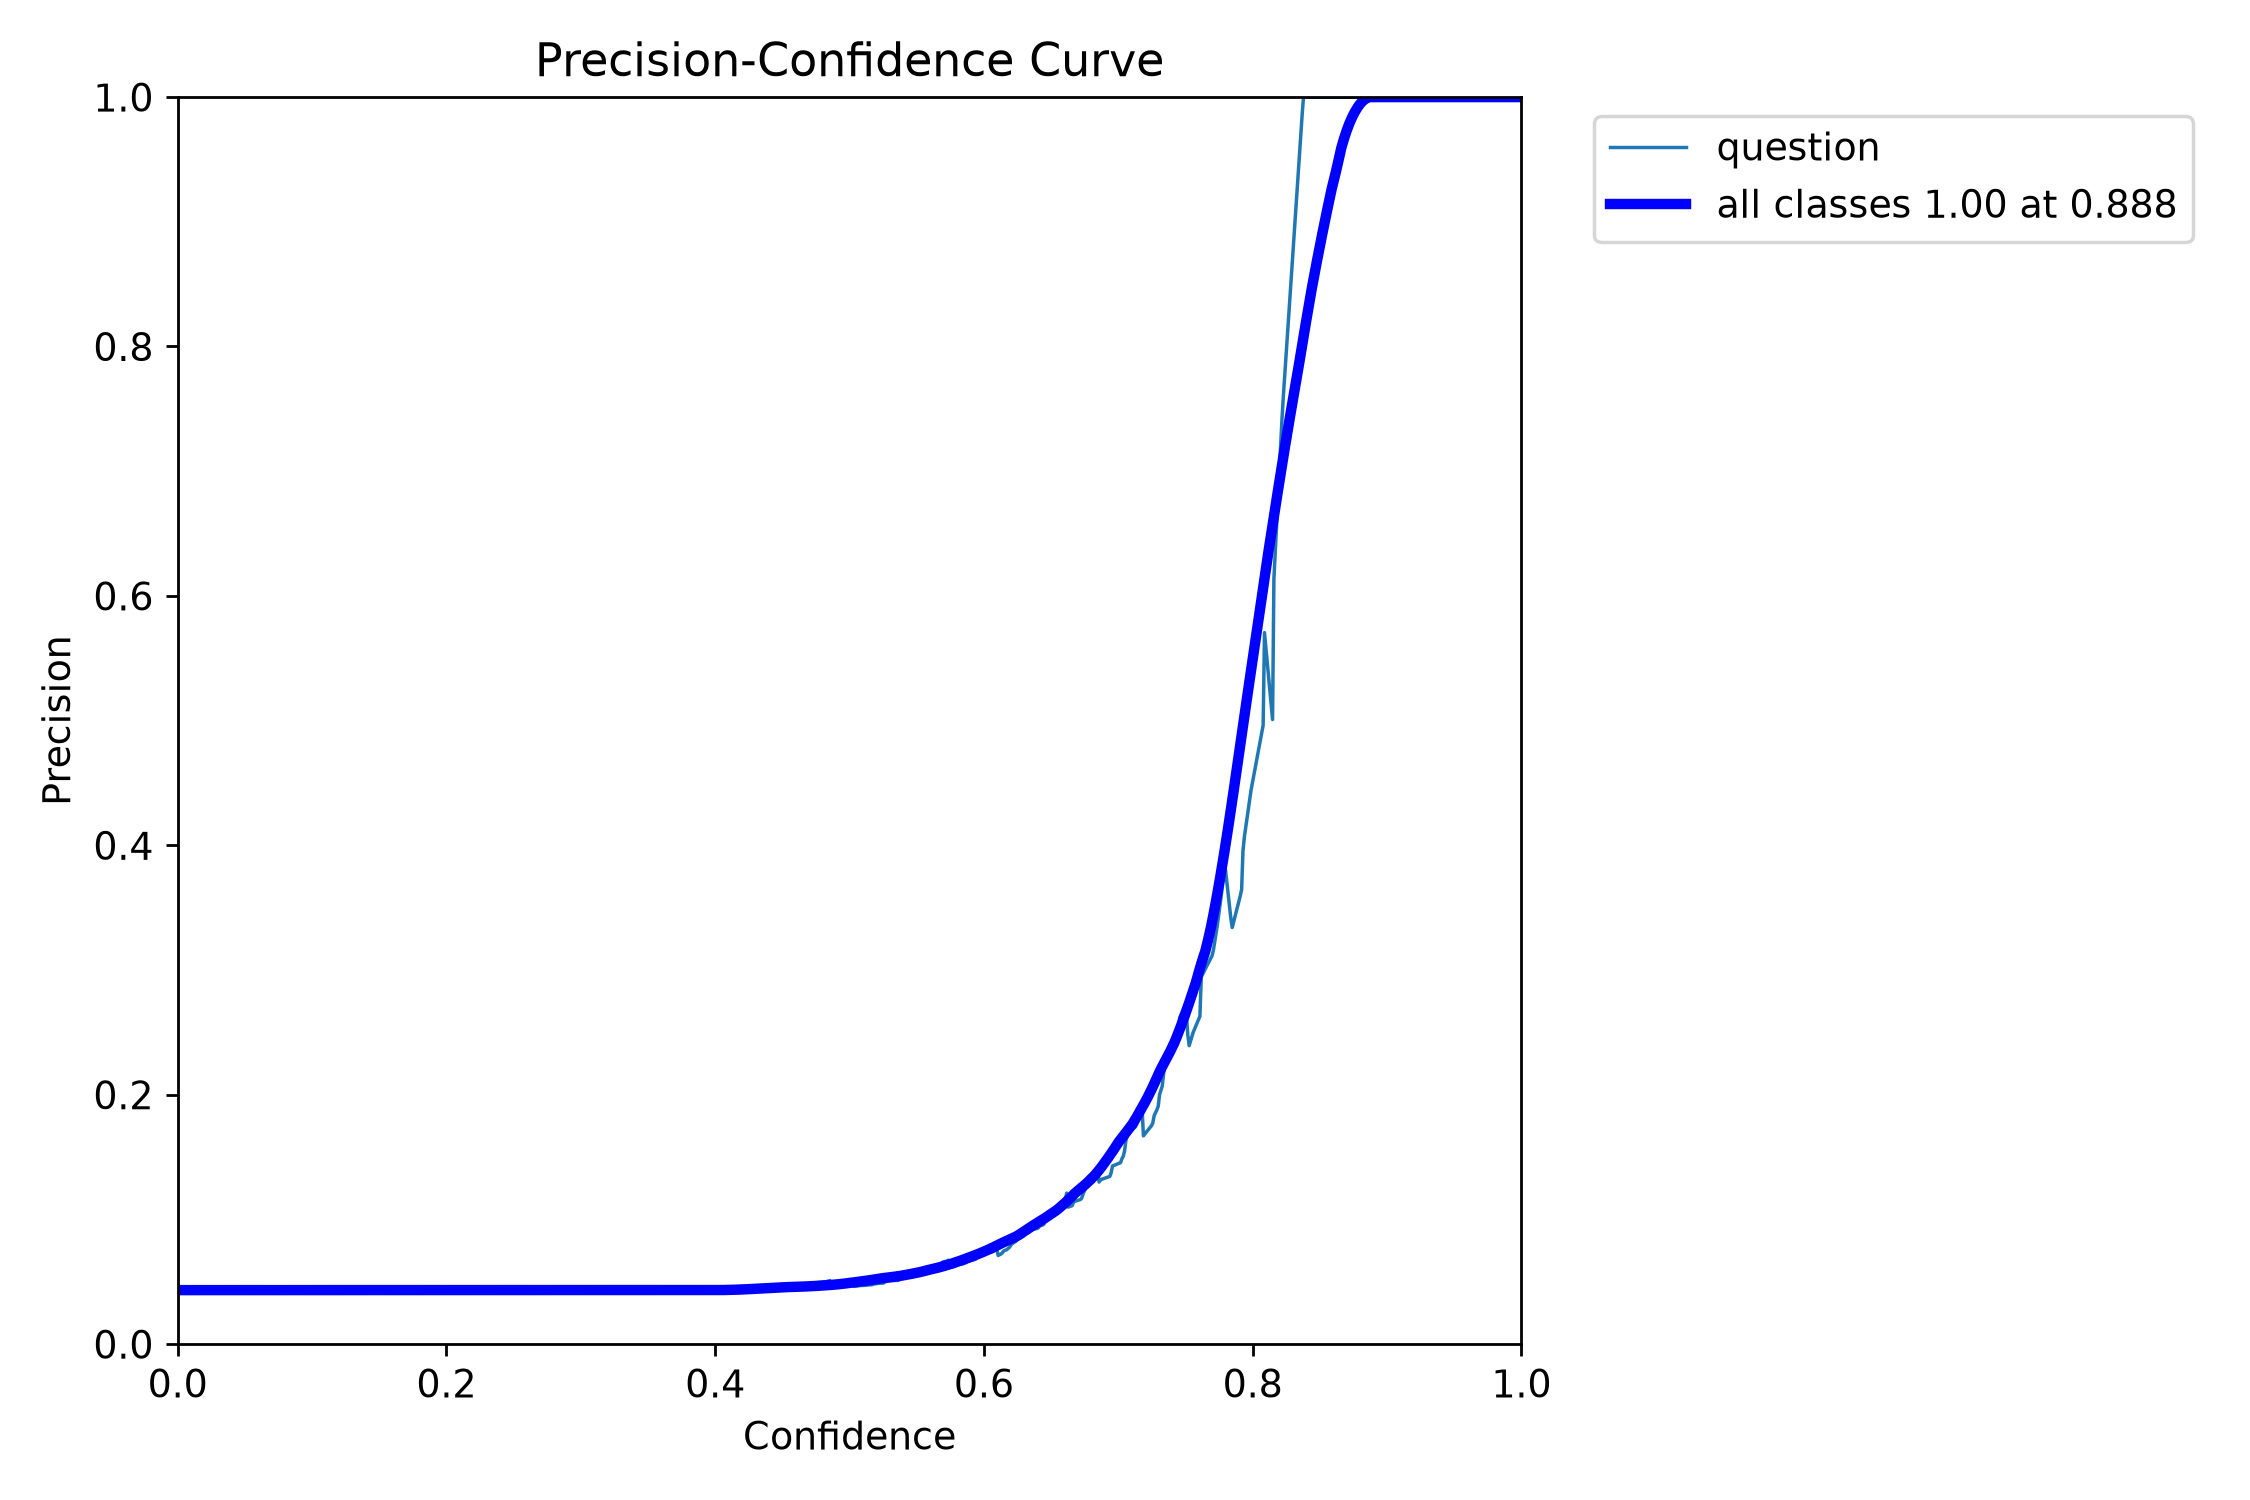 Precision-Confidence Curve
1.0
0.8
0.6
0.4
0.2
0.0
Precision
0.0 0.2 0.4 0.6 0.8 1.0
Confidence
question
all classes 1.00 at 0.888